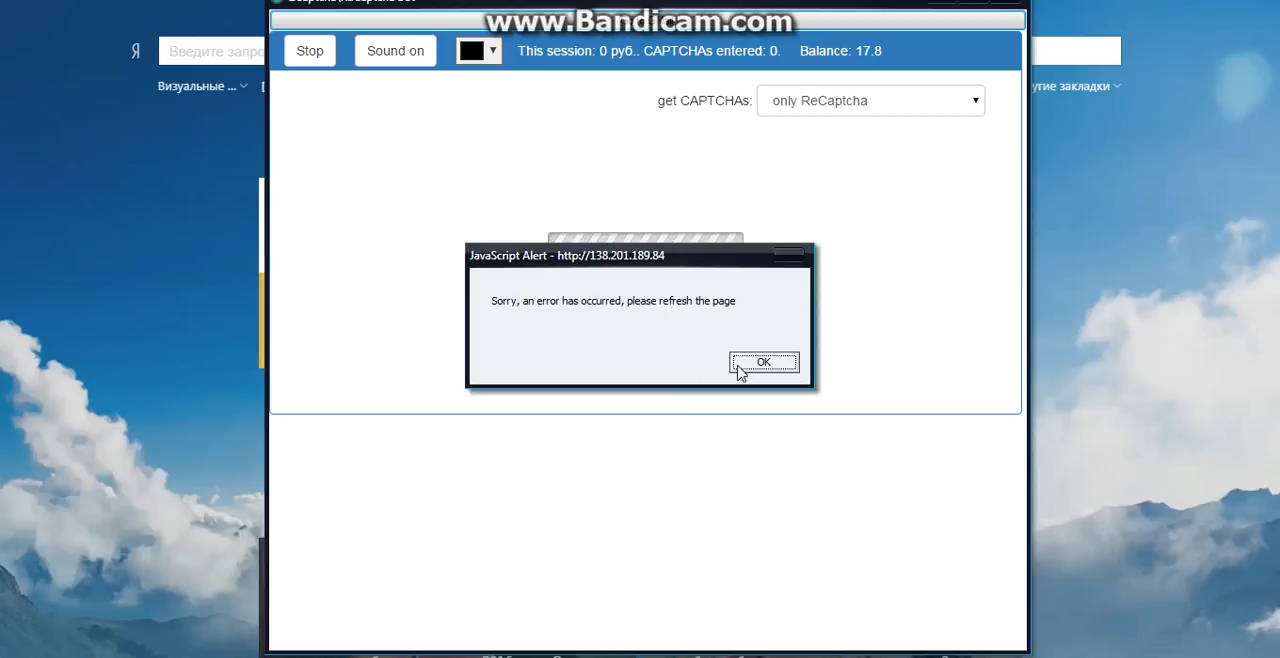 www.Bandicam.com
Я
Введите запро
Stop
Sound on
This session: 0 руб.. CAPTCHAs entered: 0.
Balance: 17.8
Визуальные ...
get CAPTCHAs:
only ReCaptcha
ругие закладки
JavaScript Alert - http://138.201.189.84
Sorry, an error has occurred, please refresh the page
OK